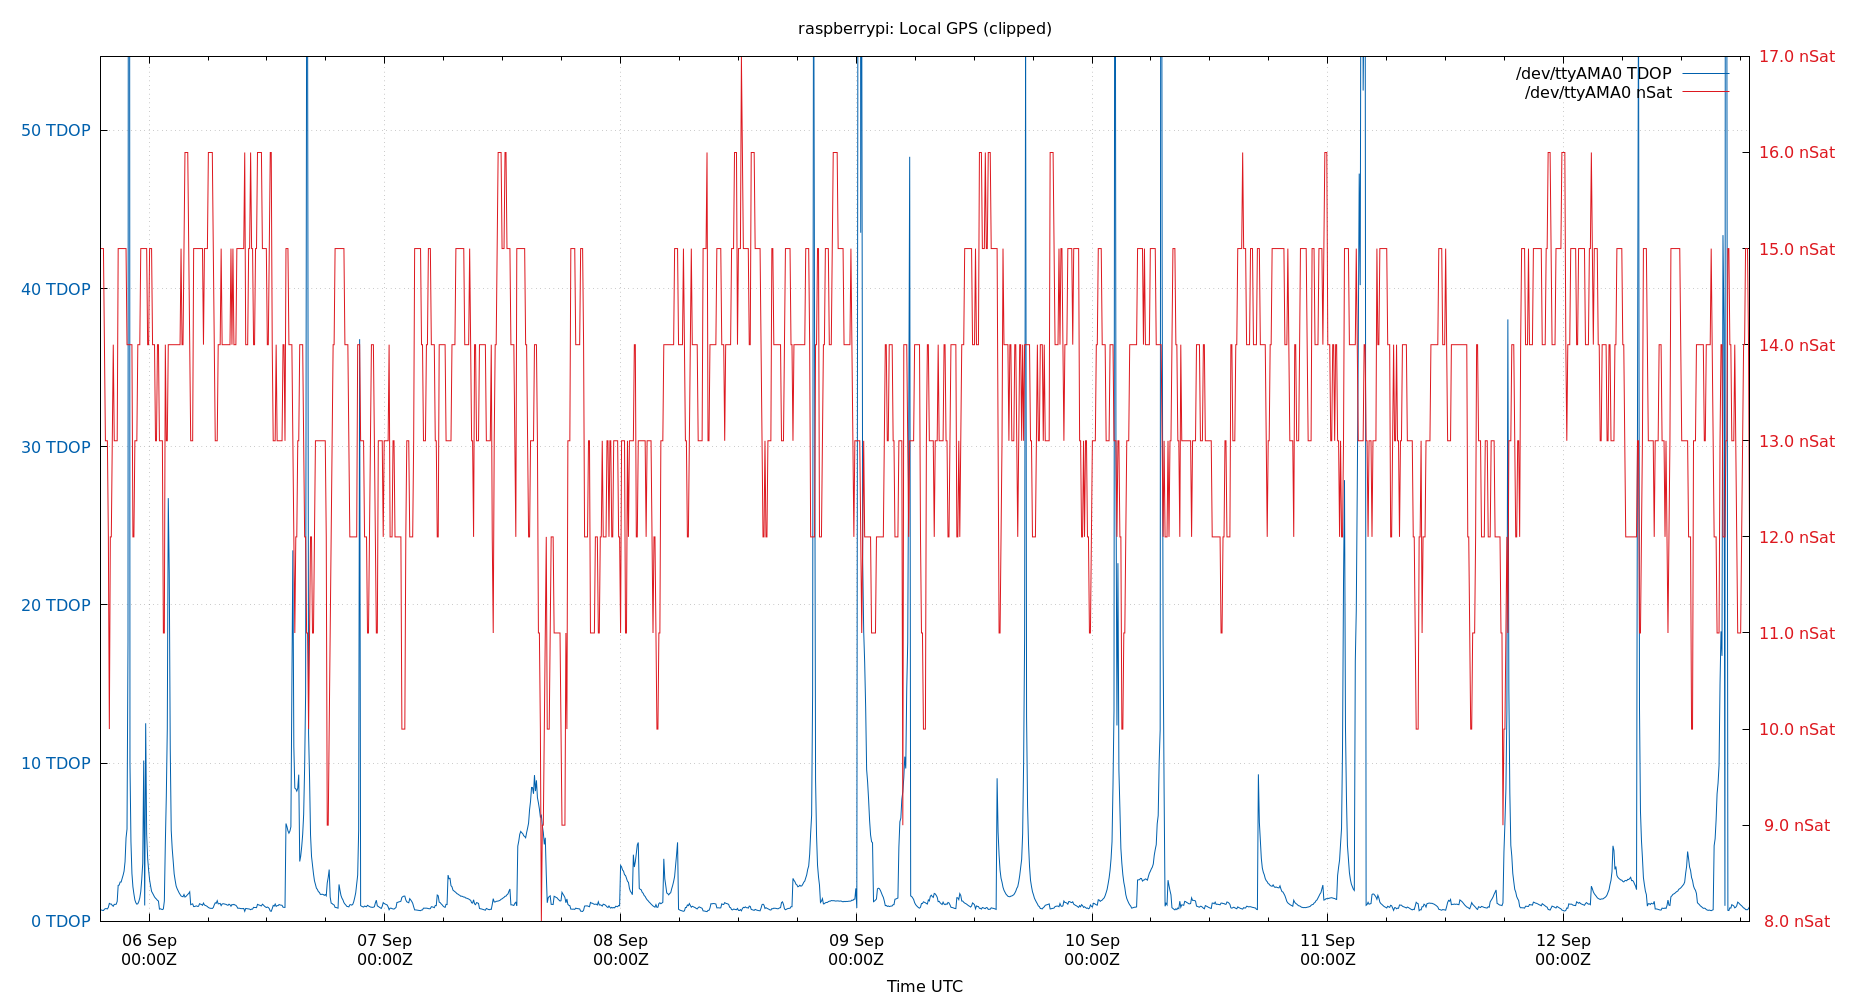 raspberrypi: Local GPS (clipped)
17.0 nSat
/dev/ttyAMA0 TDOP
/dev/ttyAMA0 nSat
50 TDOP
16.0 nSat
15.0 nSat
40 TDOP
14.0 nSat
30 TDOP
13.0 nSat
12.0 nSat
20 TDOP
11.0 nSat
10.0 nSat
10 TDOP
9.0 nSat
0 TDOP
8.0 nSat
06 Sep 07 Sep 08 Sep 09 Sep 10 Sep 11 Sep 12 Sep
00:00Z 00:00Z 00:00Z 00:00Z 00:00Z 00:00Z 00:00Z
Time UTC